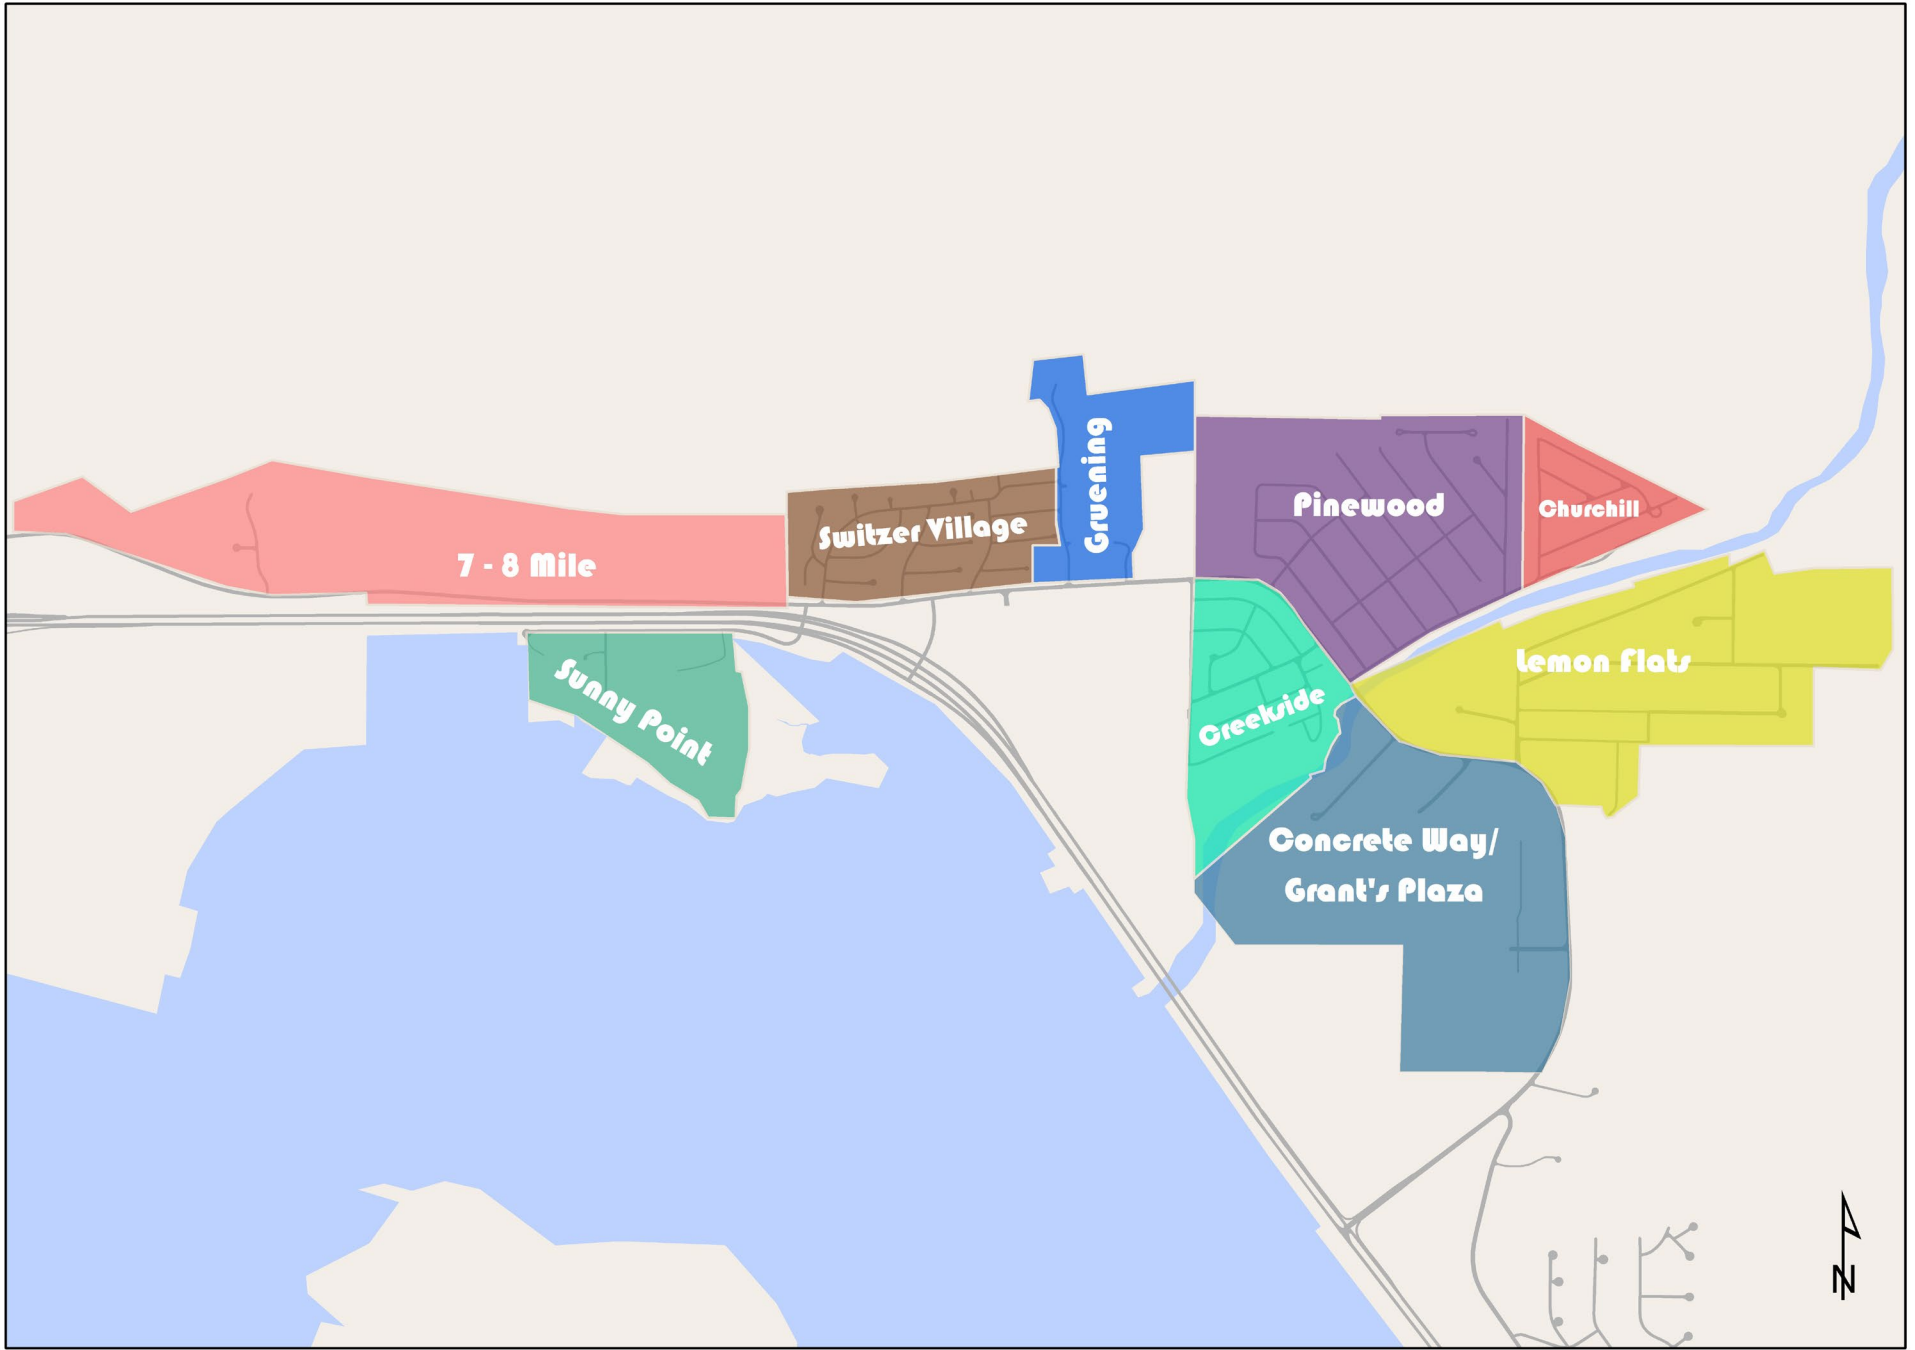 Gruening
Pinewood
Churchill
Switzer Village
7 - 8 Mile
Sunny Point
Lemon Flats
Creekside
Concrete Way/
Grant's Plaza
N